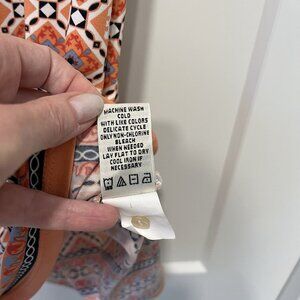 MACHINE WASH
COLD
WITH LIKE COLORS
DELICATE CYCLE
ONLY NON-CHLORINE
BLEACH
WHEN NEEDED
LAY FLAT TO DRY
COOL IRON IF
NECESSARY